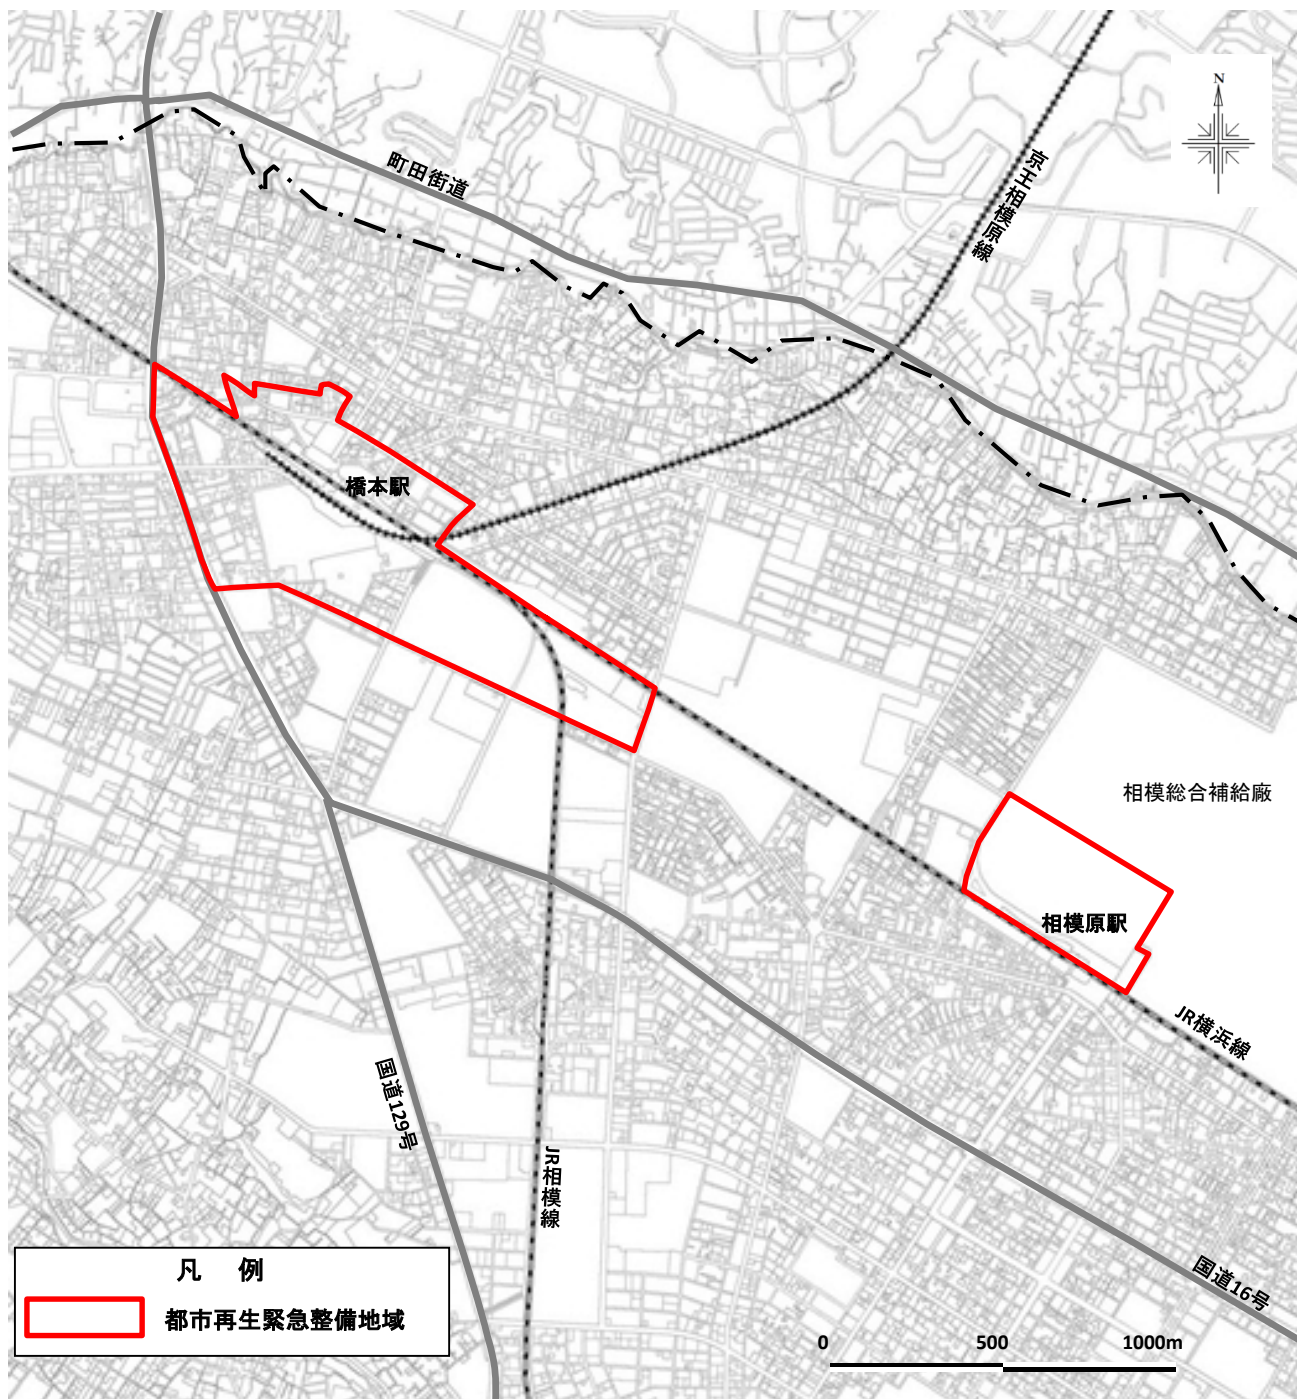 N
町田街道
京王相模原線
橋本駅
相模総合補給廠
相模原駅
JR横浜線
国道129号
JR相模線
国道16号
凡 例
都市再生緊急整備地域
0 500 1000m